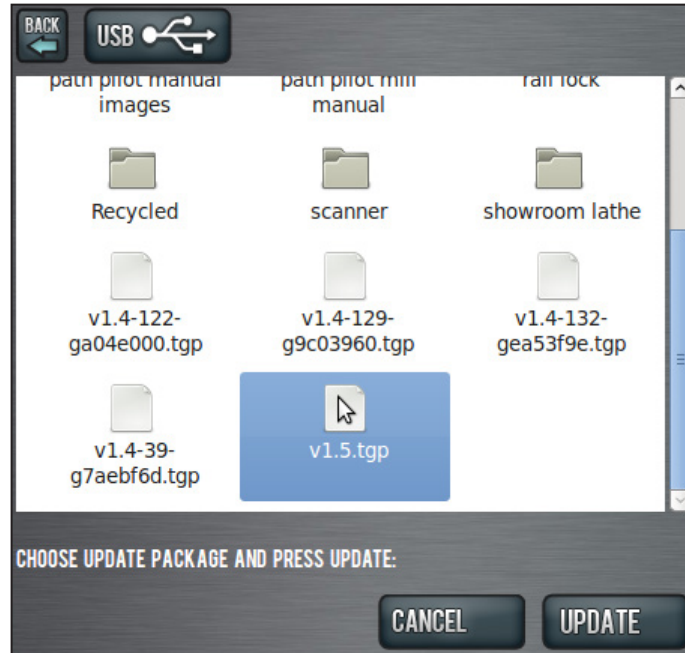 BACK
USB
path pilot manual images
path pilot mill manual
rail lock
Recycled
scanner
showroom lathe
v1.4-122-
ga04e000.tgp
v1.4-129-
g9c03960.tgp
v1.4-132-
gea53f9e.tgp
v1.4-39-
g7aebf6d.tgp
v1.5.tgp
CHOOSE UPDATE PACKAGE AND PRESS UPDATE:
CANCEL
UPDATE